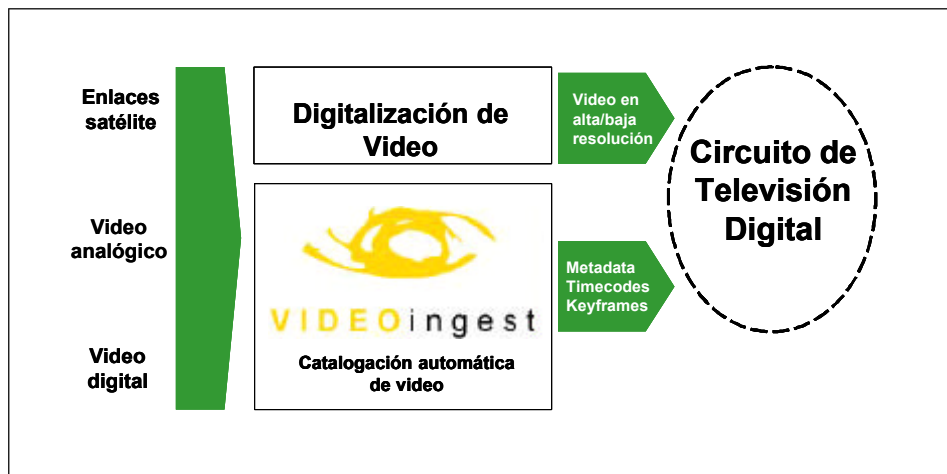 Enlaces
satélite
Video
analógico
Video
digital
Digitalización de
Video
VIDEOingest
Catalogación automática
de video
Video en
alta/baja
resolución
Metadata
Timecodes
Keyframes
Circuito de
Televisión
Digital